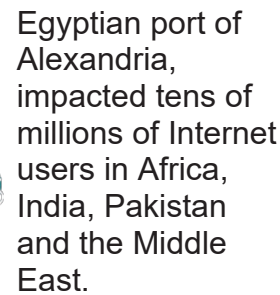 Egyptian port of
Alexandria,
impacted tens of
millions of Internet
users in Africa,
India, Pakistan
and the Middle
East.